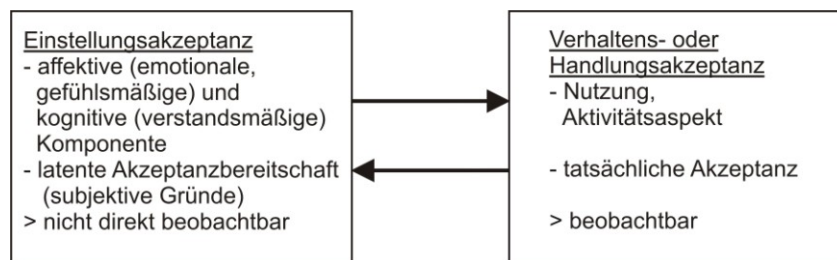 Einstellungsakzeptanz
- affektive (emotionale,
gefühlsmäßige) und
kognitive (verstandsmäßige)
Komponente
- latente Akzeptanzbereitschaft
(subjektive Gründe)
> nicht direkt beobachtbar
Verhaltens- oder
Handlungsakzeptanz
- Nutzung,
Aktivitätsaspekt
- tatsächliche Akzeptanz
> beobachtbar